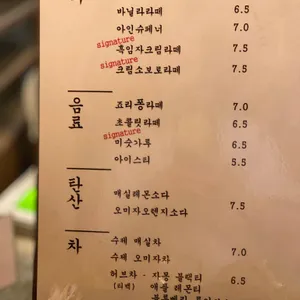 바닐라라떼 6.5
아인슈페너 7.0
signature
흑임자크림라떼 7.5
signature
크림소보로라떼 7.5
음료
죠리퐁라떼 7.0
초콜릿라떼 6.5
signature
미숫가루 6.5
아이스티 5.5
탄산
매실레몬소다
오미자오렌지소다 7.5
차
수제 매실차
수제 오미자차 7.0
허브차 - 자몽 블랙티
(티백) 애플 레몬티 6.5